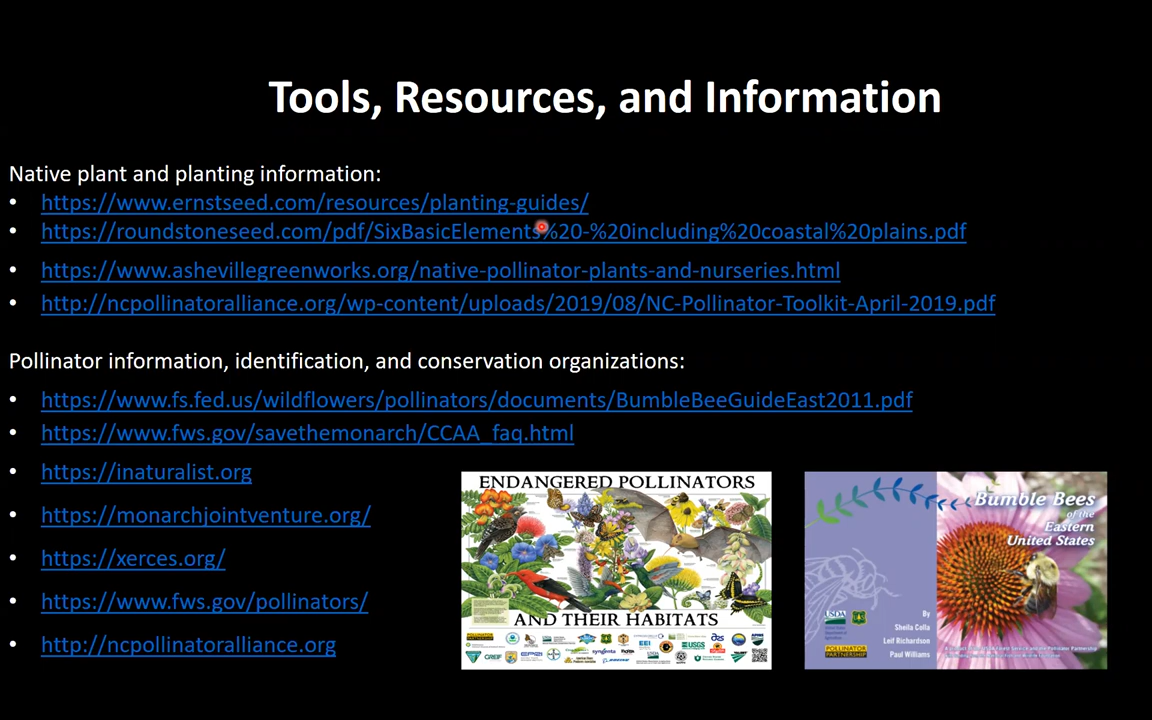 Tools, Resources, and Information
Native plant and planting information:
• https://www.ernstseed.com/resources/planting-guides/
• https://roundstoneseed.com/pdf/SixBasicElements%20-%20including%20coastal%20plains.pdf
• https://www.ashevillegreenworks.org/native-pollinator-plants-and-nurseries.html
• http://ncpollinatoralliance.org/wp-content/uploads/2019/08/NC-Pollinator-Toolkit-April-2019.pdf
Pollinator information, identification, and conservation organizations:
• https://www.fs.fed.us/wildflowers/pollinators/documents/BumbleBeeGuideEast2011.pdf
• https://www.fws.gov/savethemonarch/CCAA_faq.html
• https://inaturalist.org
• https://monarchjointventure.org/
• https://xerces.org/
• https://www.fws.gov/pollinators/
• http://ncpollinatoralliance.org
ENDANGERED POLLINATORS
AND THEIR HABITATS
Bumble Bees
of the
Eastern
United States
USDA
By
Sheila Colla
Leif Richardson
Paul Williams
POLLINATOR
PARTNERSHIP